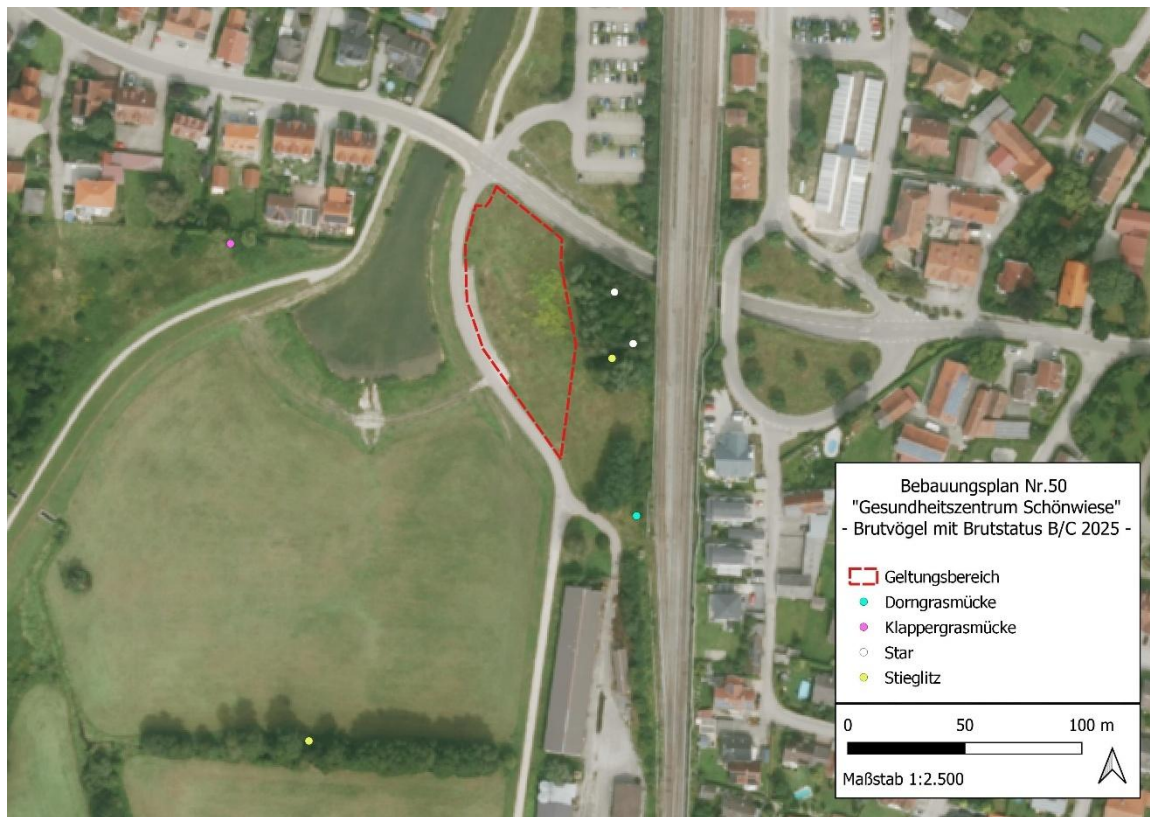 Bebauungsplan Nr.50
"Gesundheitszentrum Schönwiese"
- Brutvögel mit Brutstatus B/C 2025 -
Geltungsbereich
Dorngrasmücke
Klappergrasmücke
Star
Stieglitz
0 50 100 m
Maßstab 1:2.500